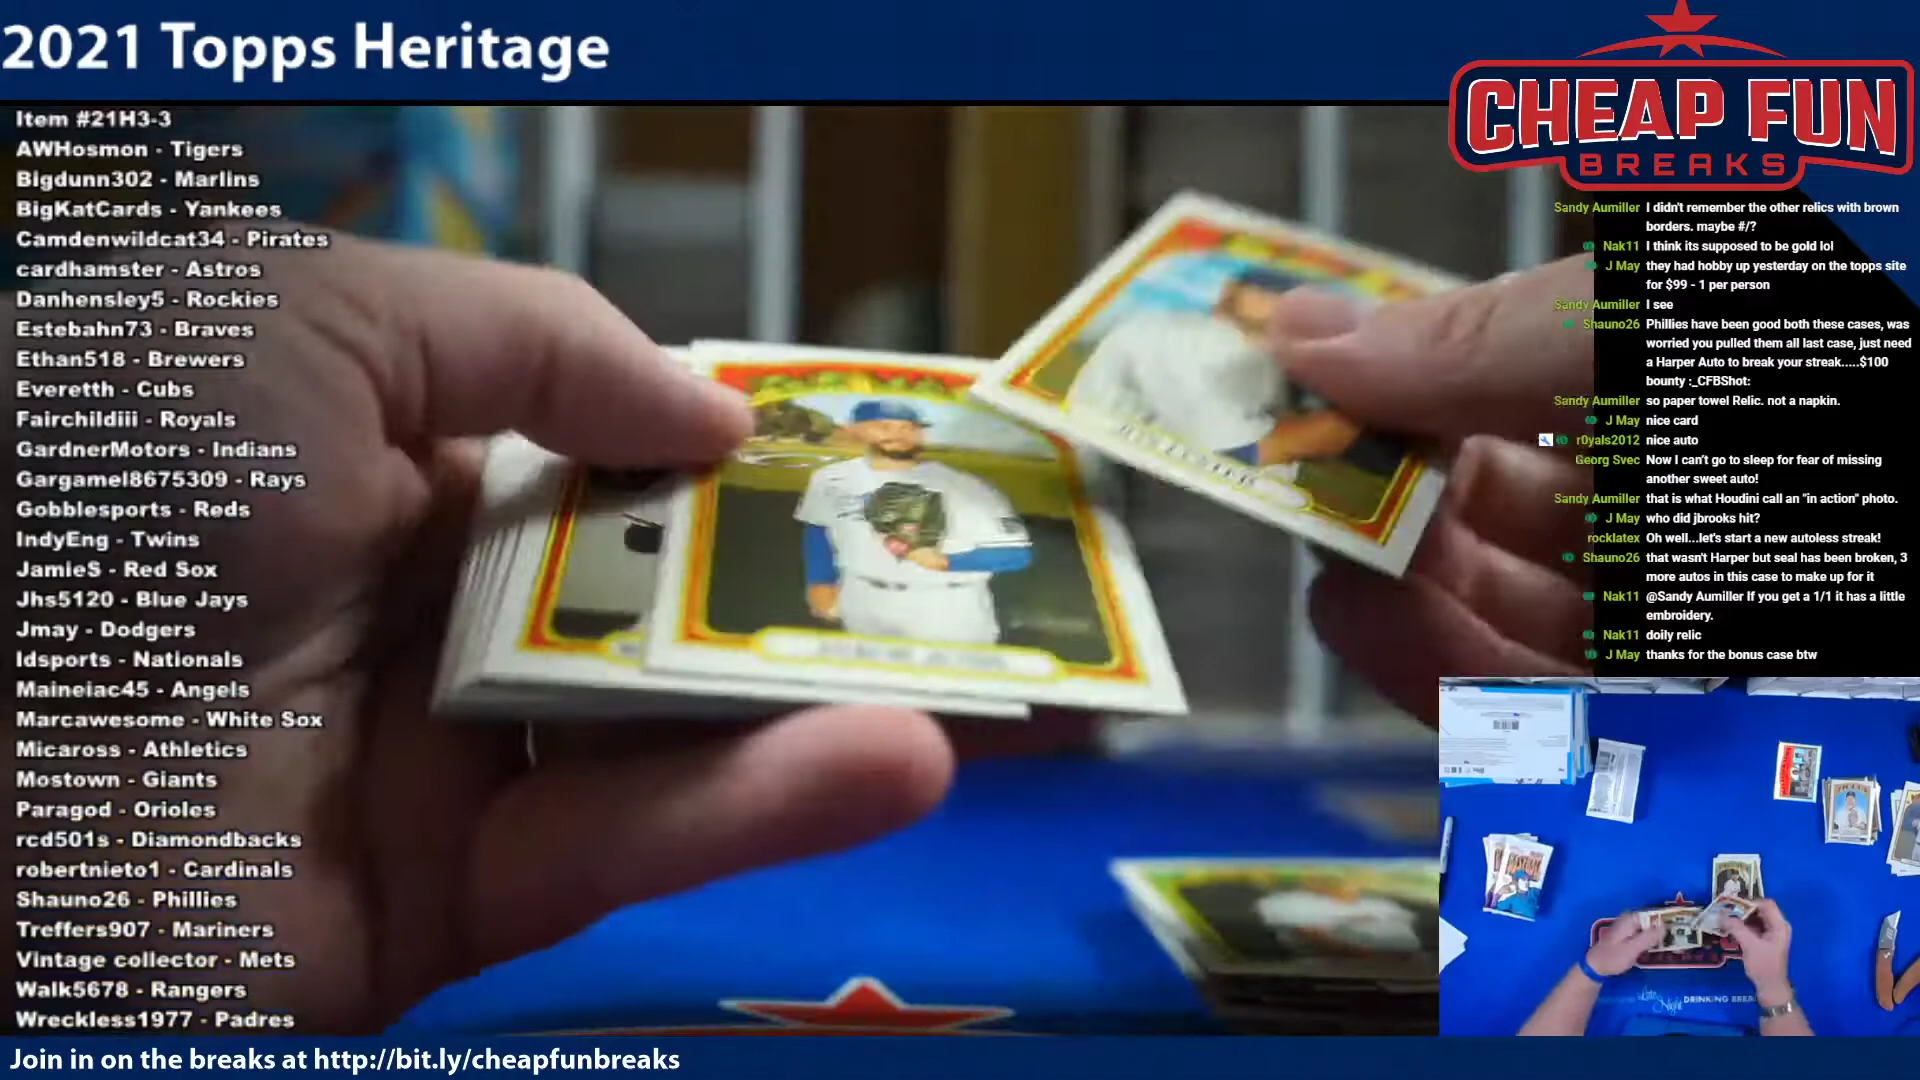 2021 Topps Heritage
CHEAP FUN
BREAKS
Item #21H3-3
AWHosmon - Tigers
Bigdunn302 - Marlins
BigKatCards - Yankees
Camdenwildcat34 - Pirates
cardhamster - Astros
Danhensley5 - Rockies
Estebahn73 - Braves
Ethan518 - Brewers
Everetth - Cubs
Fairchildiii - Royals
GardnerMotors - Indians
Gargamel8675309 - Rays
Gobblesports - Reds
IndyEng - Twins
JamieS - Red Sox
Jhs5120 - Blue Jays
Jmay - Dodgers
ldsports - Nationals
Maineiac45 - Angels
Marcawesome - White Sox
Micaross - Athletics
Mostown - Giants
Paragod - Orioles
rcd501s - Diamondbacks
robertnieto1 - Cardinals
Shauno26 - Phillies
Treffers907 - Mariners
Vintage collector - Mets
Walk5678 - Rangers
Wreckless1977 - Padres
Sandy Aumiller I didn't remember the other relics with brown
borders. maybe #/?
Nak11 I think its supposed to be gold lol
J May they had hobby up yesterday on the topps site
for $99 - 1 per person
Sandy Aumiller I see
Shauno26 Phillies have been good both these cases, was
worried you pulled them all last case, just need
a Harper Auto to break your streak.....$100
bounty :_CFBShot:
Sandy Aumiller so paper towel Relic. not a napkin.
J May nice card
r0yals2012 nice auto
Georg Svec Now I can't go to sleep for fear of missing
another sweet auto!
Sandy Aumiller that is what Houdini call an "in action" photo.
J May who did jbrooks hit?
rocklatex Oh well...let's start a new autoless streak!
Shauno26 that wasn't Harper but seal has been broken, 3
more autos in this case to make up for it
Nak11 @Sandy Aumiller If you get a 1/1 it has a little
embroidery.
Nak11 doily relic
J May thanks for the bonus case btw
Late Night DRINKING BREA
Join in on the breaks at http://bit.ly/cheapfunbreaks